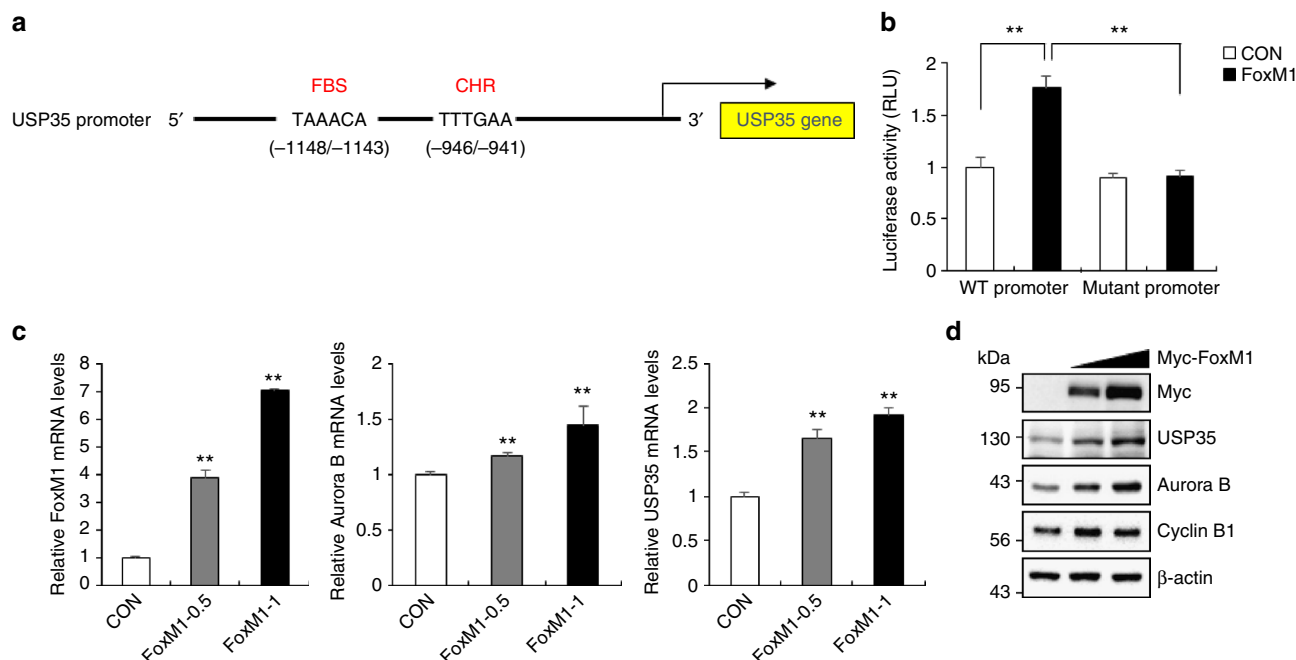 a
FBS
CHR
USP35 promoter 5′ TAAACA TTTGAA 3′ USP35 gene
(–1148/–1143) (–946/–941)
b
** **
CON
FoxM1
Luciferase activity (RLU)
2
1.5
1
0.5
0
WT promoter Mutant promoter
c
Relative FoxM1 mRNA levels
8
7
6
5
4
3
2
1
0
**
**
CON
FoxM1-0.5
FoxM1-1
Relative Aurora B mRNA levels
2
1.5
1
0.5
0
**
**
CON
FoxM1-0.5
FoxM1-1
Relative USP35 mRNA levels
2.5
2
1.5
1
0.5
0
**
**
CON
FoxM1-0.5
FoxM1-1
d
kDa Myc-FoxM1
95 Myc
130 USP35
43 Aurora B
56 Cyclin B1
43 β-actin